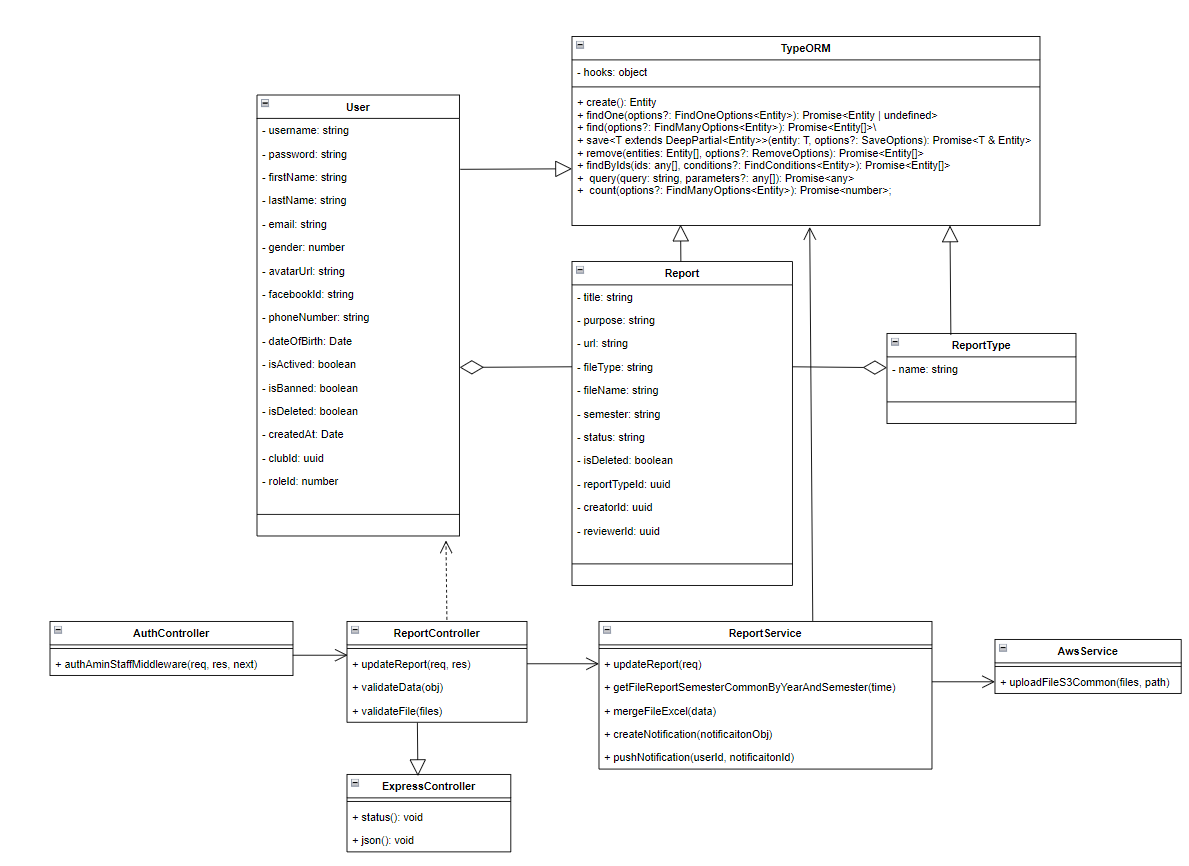 TypeORM
- hooks: object
+ create(): Entity
+ findOne(options?: FindOneOptions<Entity>): Promise<Entity | undefined>
+ find(options?: FindManyOptions<Entity>): Promise<Entity[]>\
+ save<T extends DeepPartial<Entity>>(entity: T, options?: SaveOptions): Promise<T & Entity>
+ remove(entities: Entity[], options?: RemoveOptions): Promise<Entity[]>
+ findByIds(ids: any[], conditions?: FindConditions<Entity>): Promise<Entity[]>
+  query(query: string, parameters?: any[]): Promise<any>
+  count(options?: FindManyOptions<Entity>): Promise<number>;
User
- username: string
- password: string
- firstName: string
- lastName: string
- email: string
- gender: number
- avatarUrl: string
- facebookId: string
- phoneNumber: string
- dateOfBirth: Date
- isActived: boolean
- isBanned: boolean
- isDeleted: boolean
- createdAt: Date
- clubId: uuid
- roleId: number
Report
- title: string
- purpose: string
- url: string
- fileType: string
- fileName: string
- semester: string
- status: string
- isDeleted: boolean
- reportTypeId: uuid
- creatorId: uuid
- reviewerId: uuid
ReportType
- name: string
AuthController
+ authAminStaffMiddleware(req, res, next)
ReportController
+ updateReport(req, res)
+ validateData(obj)
+ validateFile(files)
ReportService
+ updateReport(req)
+ getFileReportSemesterCommonByYearAndSemester(time)
+ mergeFileExcel(data)
+ createNotification(notificaitonObj)
+ pushNotification(userId, notificaitonId)
AwsService
+ uploadFileS3Common(files, path)
ExpressController
+ status(): void
+ json(): void